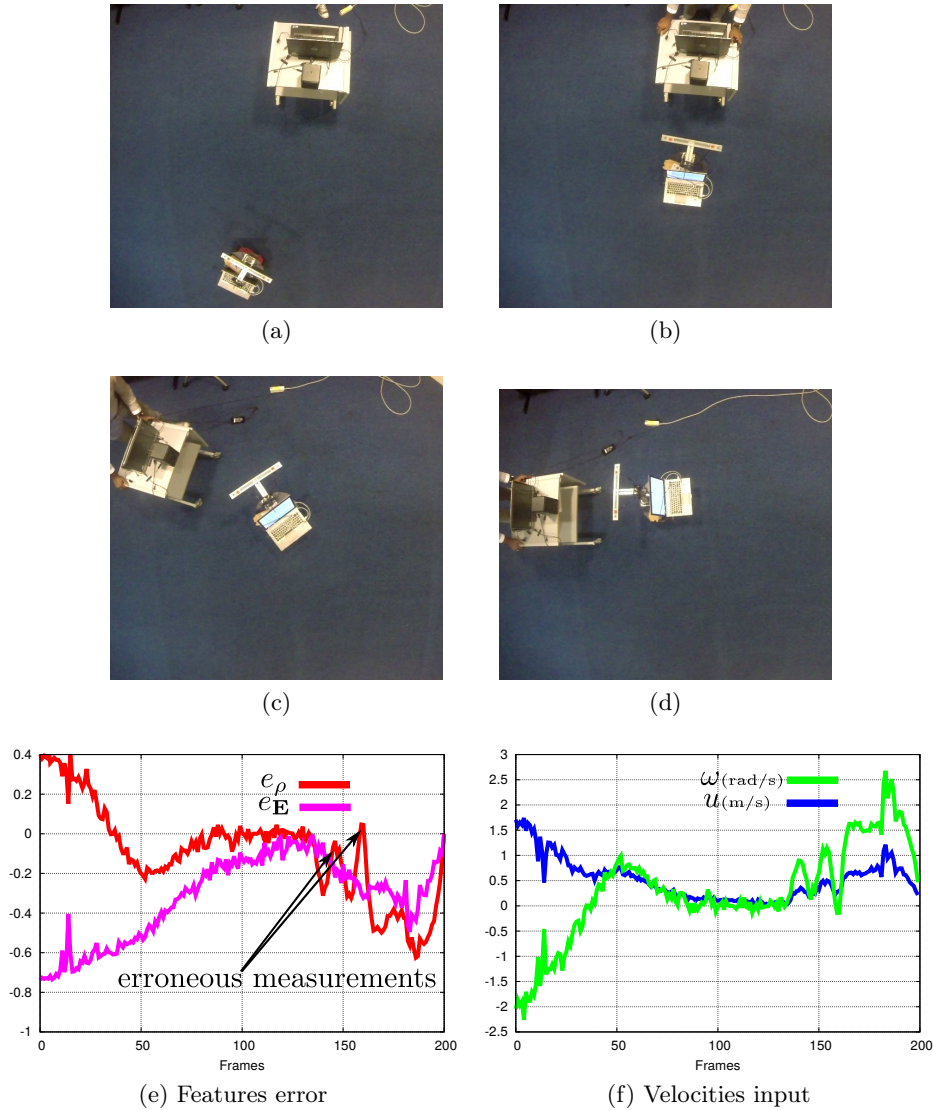 (a)
(b)
(c)
(d)
0.4
0.2
0
-0.2
-0.4
-0.6
-0.8
-1
e_ρ
e_E
erroneous measurements
0
50
100
150
200
Frames
(e) Features error
3
2.5
2
1.5
1
0.5
0
-0.5
-1
-1.5
-2
-2.5
ω(rad/s)
u(m/s)
0
50
100
150
200
Frames
(f) Velocities input